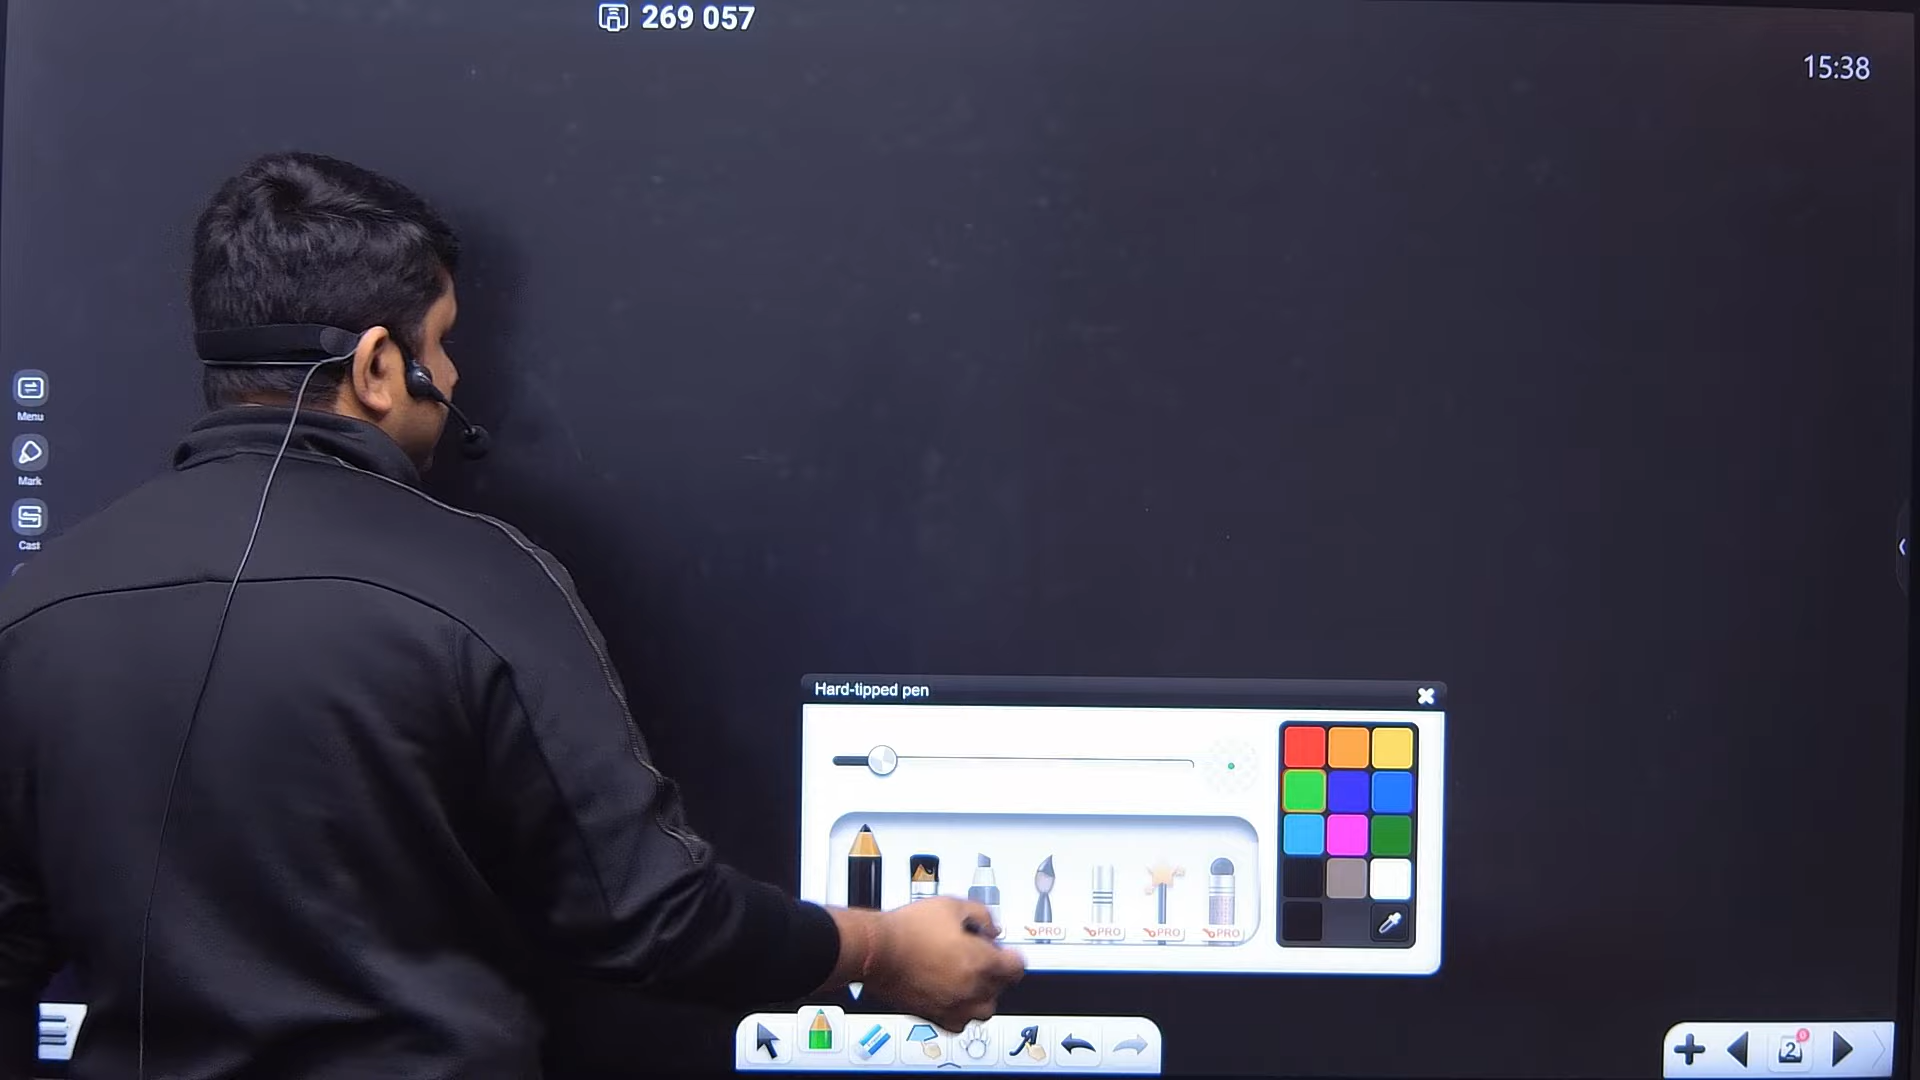 269 057
15:38
Menu
Mark
Cast
Hard-tipped pen
PRO PRO PRO PRO
2